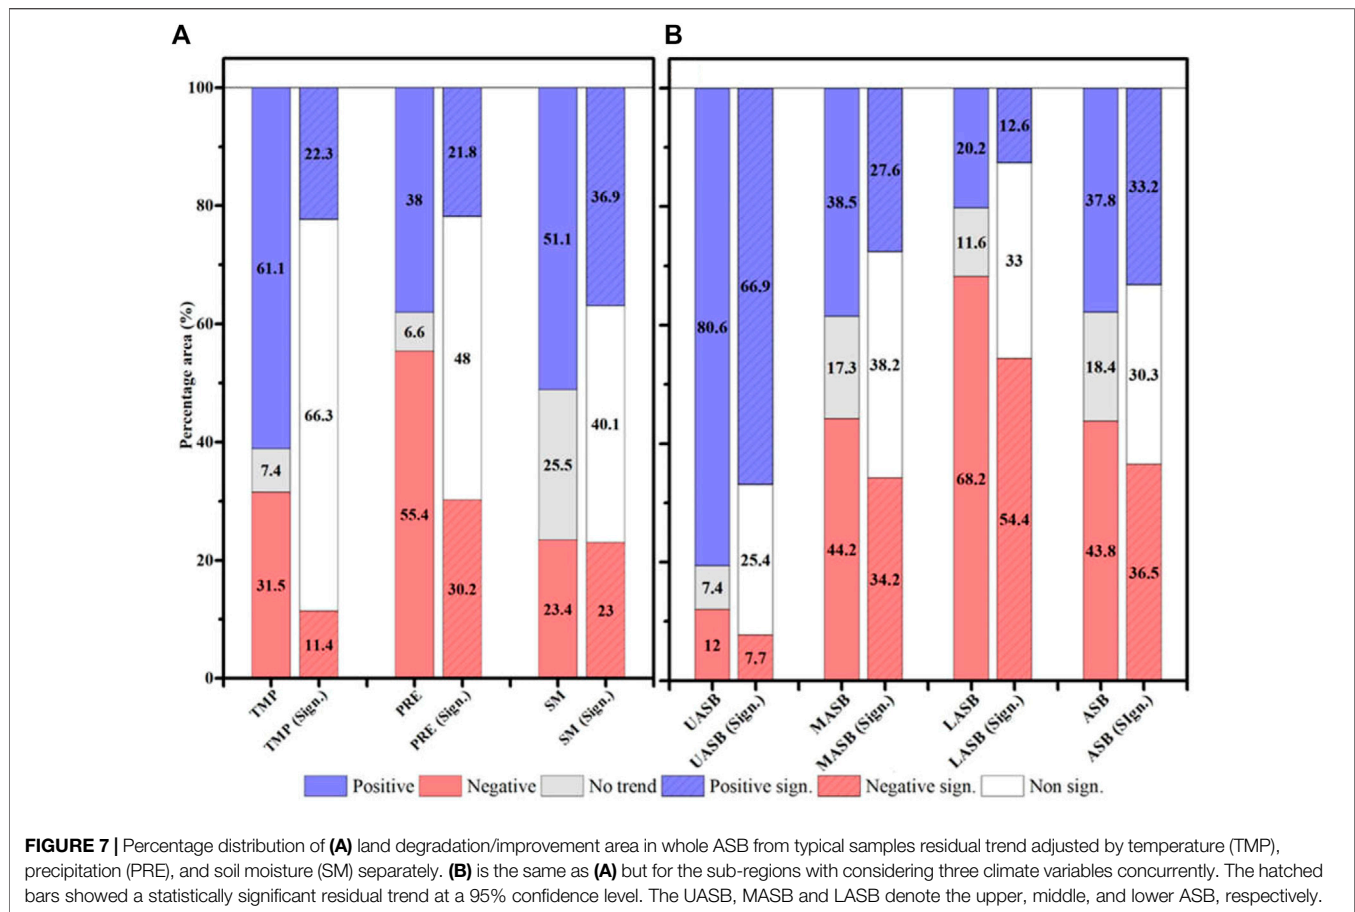 A
B
Percentage area (%)
100
80
60
40
20
0
61.1
7.4
31.5
22.3
66.3
11.4
38
6.6
55.4
21.8
48
30.2
51.1
25.5
23.4
36.9
40.1
23
80.6
7.4
12
66.9
25.4
7.7
38.5
17.3
44.2
27.6
38.2
34.2
20.2
11.6
68.2
12.6
33
54.4
37.8
18.4
43.8
33.2
30.3
36.5
TMP
TMP (Sign.)
PRE
PRE (Sign.)
SM
SM (Sign.)
UASB
UASB (Sign.)
MASB
MASB (Sign.)
LASB
LASB (Sign.)
ASB
ASB (SIgn.)
Positive Negative No trend Positive sign. Negative sign. Non sign.
FIGURE 7 | Percentage distribution of (A) land degradation/improvement area in whole ASB from typical samples residual trend adjusted by temperature (TMP),
precipitation (PRE), and soil moisture (SM) separately. (B) is the same as (A) but for the sub-regions with considering three climate variables concurrently. The hatched
bars showed a statistically significant residual trend at a 95% confidence level. The UASB, MASB and LASB denote the upper, middle, and lower ASB, respectively.